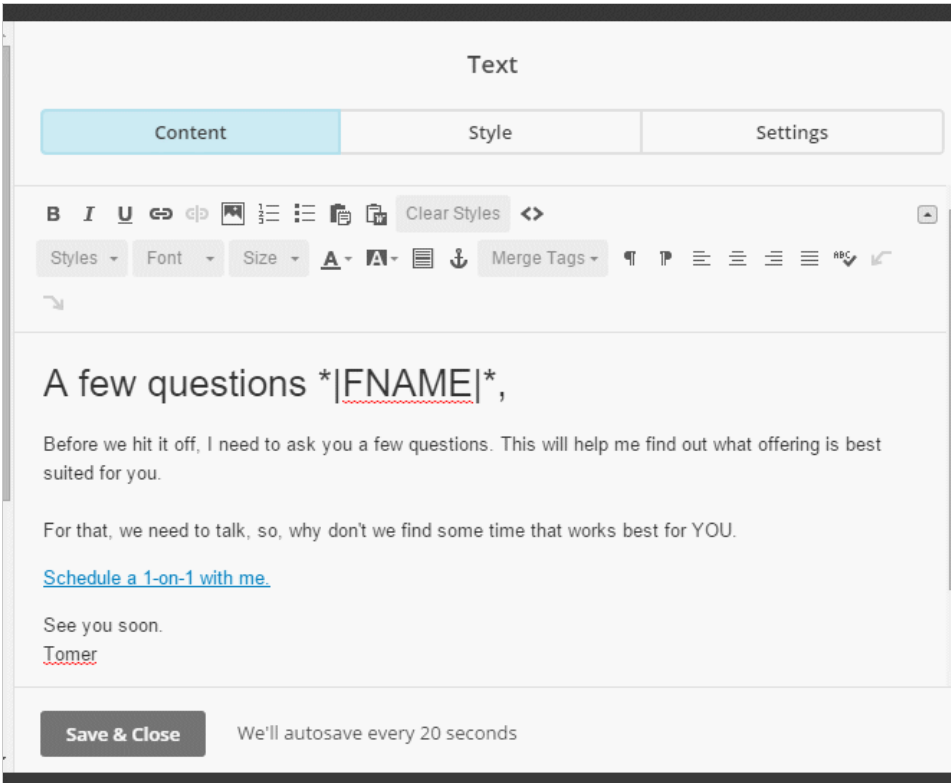 Text
Content Style Settings
B I U Clear Styles <>
Styles Font Size A A Merge Tags ABC
A few questions *|FNAME|*,
Before we hit it off, I need to ask you a few questions. This will help me find out what offering is best
suited for you.
For that, we need to talk, so, why don't we find some time that works best for YOU.
Schedule a 1-on-1 with me.
See you soon.
Tomer
Save & Close We'll autosave every 20 seconds